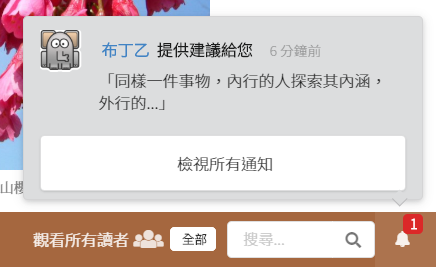 布丁乙 提供建議給您 6 分鐘前
「同樣一件事物，內行的人探索其內涵，
外行的...」
檢視所有通知
山櫻
觀看所有讀者 全部 搜尋... 1